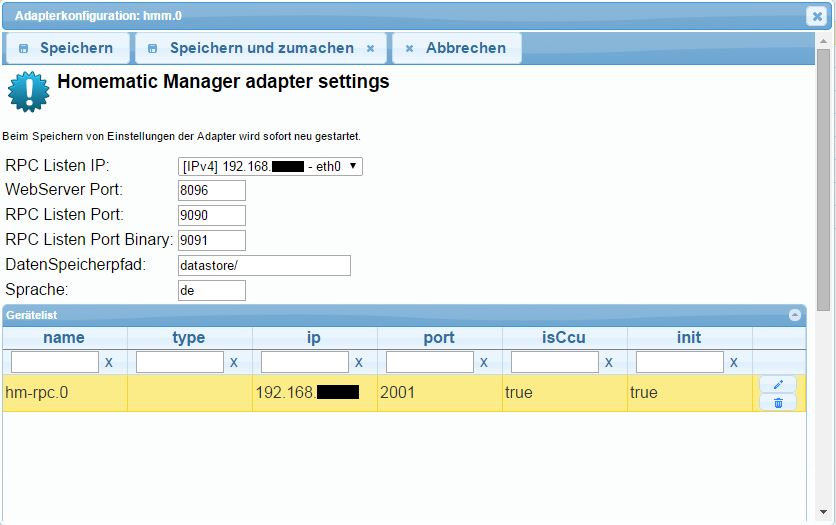 Adapterkonfiguration: hmm.0
Speichern Speichern und zumachen Abbrechen
Homematic Manager adapter settings
Beim Speichern von Einstellungen der Adapter wird sofort neu gestartet.
RPC Listen IP: [IPv4] 192.168. - eth0
WebServer Port: 8096
RPC Listen Port: 9090
RPC Listen Port Binary: 9091
DatenSpeicherpfad: datastore/
Sprache: de
Gerätelist
name type ip port isCcu init
x x x x x x
hm-rpc.0 192.168. 2001 true true